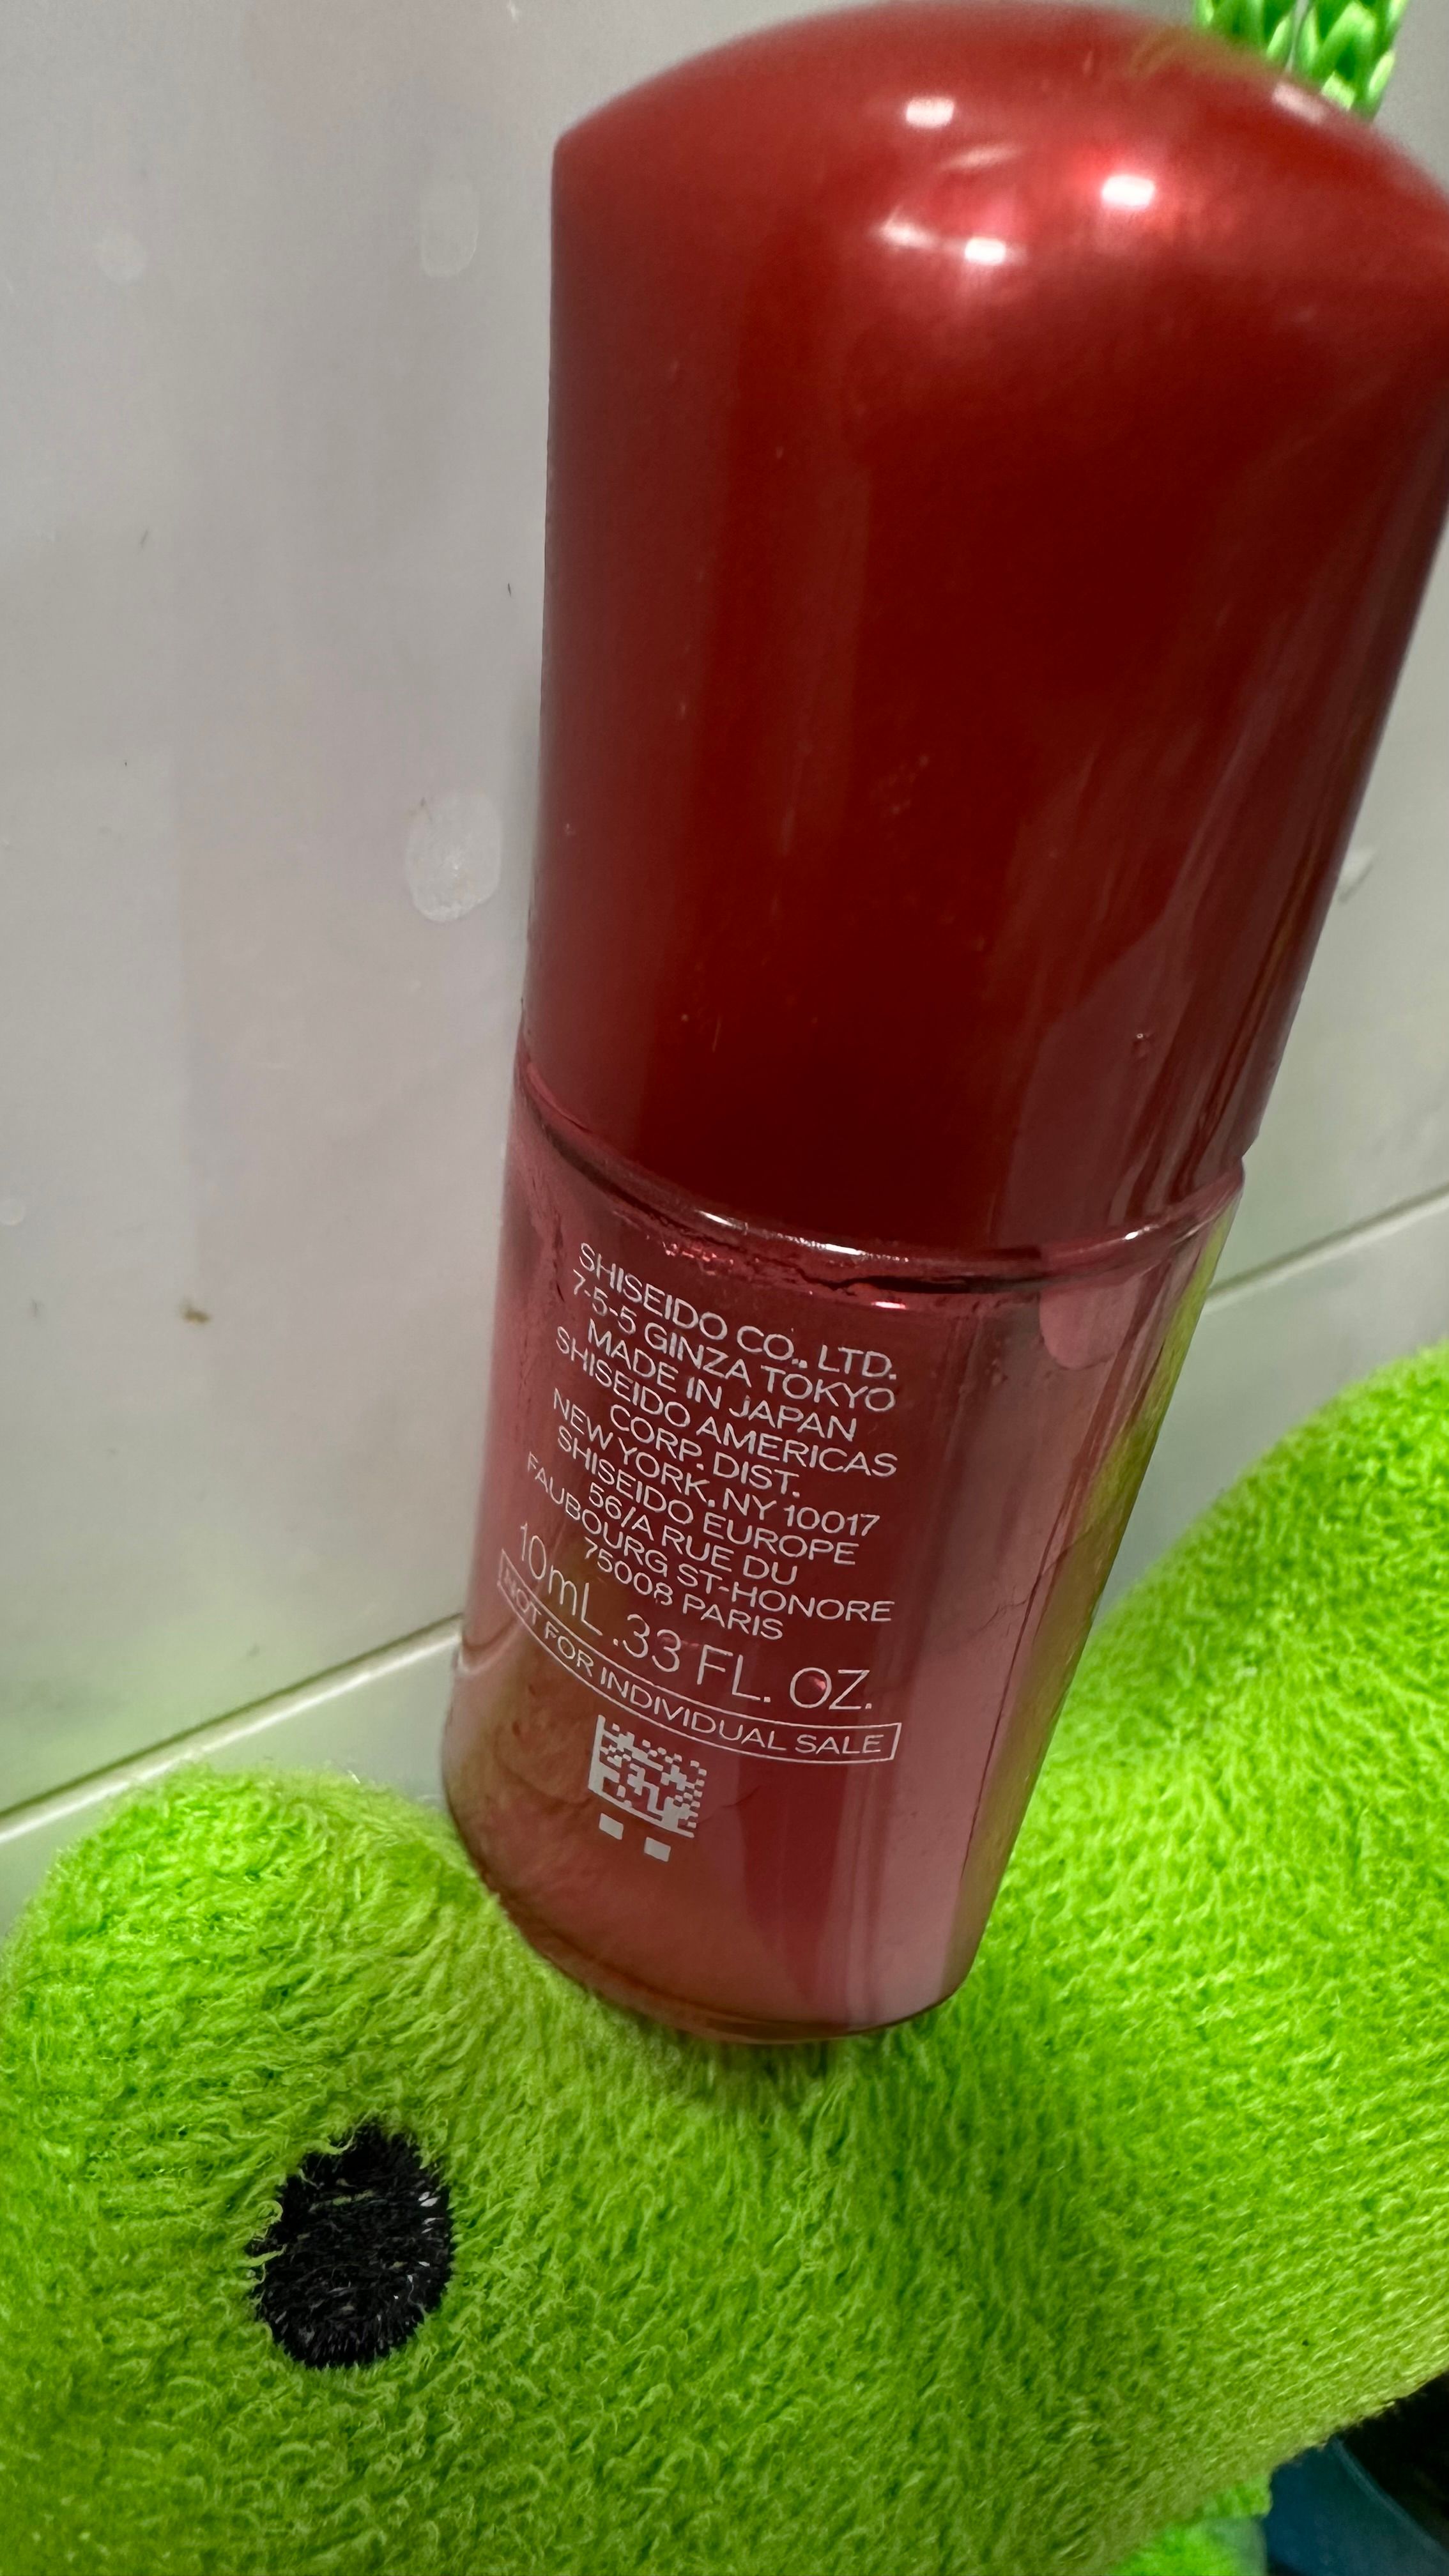 SHISEIDO CO., LTD.
7-5-5 GINZA TOKYO
MADE IN JAPAN
SHISEIDO AMERICAS
CORP. DIST.
NEW YORK, NY 10017
SHISEIDO EUROPE
56/A RUE DU
FAUBOURG ST-HONORE
75008 PARIS
10mL .33 FL. OZ.
NOT FOR INDIVIDUAL SALE